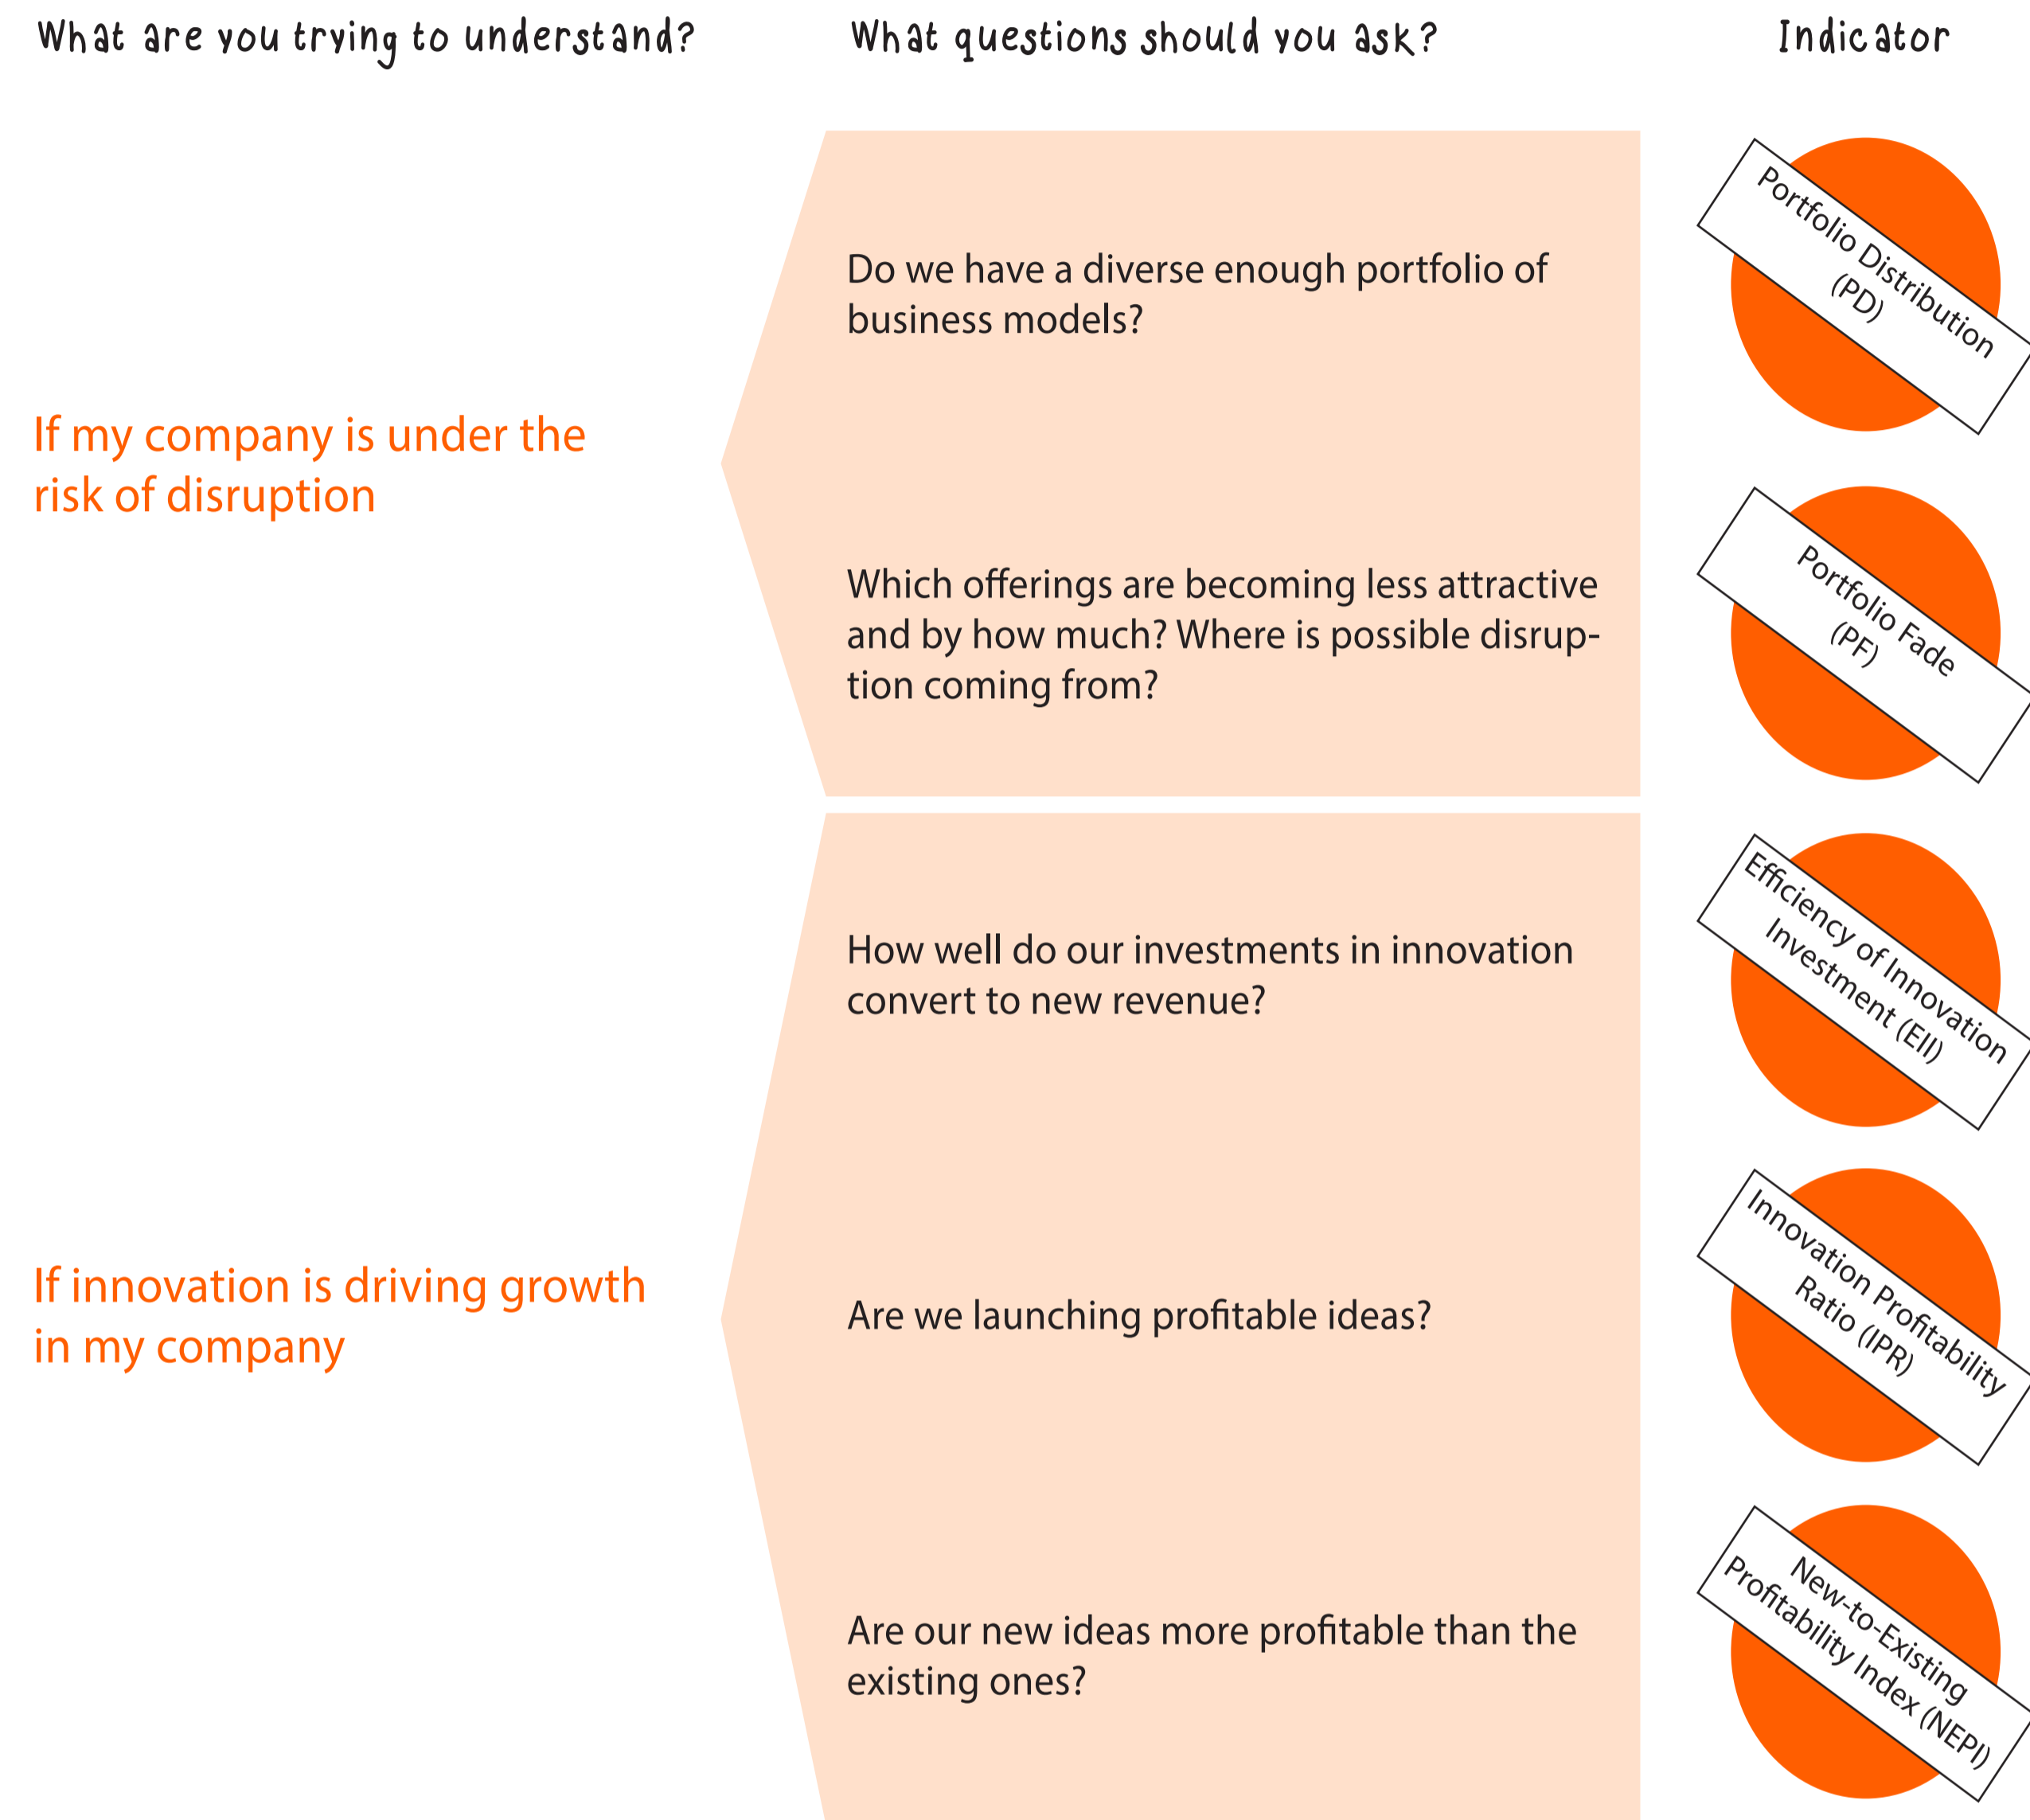 What are you trying to understand?
What questions should you ask?
Indicator
If my company is under the
risk of disruption
Do we have a diverse enough portfolio of
business models?
Portfolio Distribution
(PD)
Which offerings are becoming less attractive
and by how much? Where is possible disrup-
tion coming from?
Portfolio Fade
(PF)
If innovation is driving growth
in my company
How well do our investments in innovation
convert to new revenue?
Efficiency of Innovation
Investment (EII)
Are we launching profitable ideas?
Innovation Profitability
Ratio (IPR)
Are our new ideas more profitable than the
existing ones?
New-to-Existing
Profitability Index (NEPI)